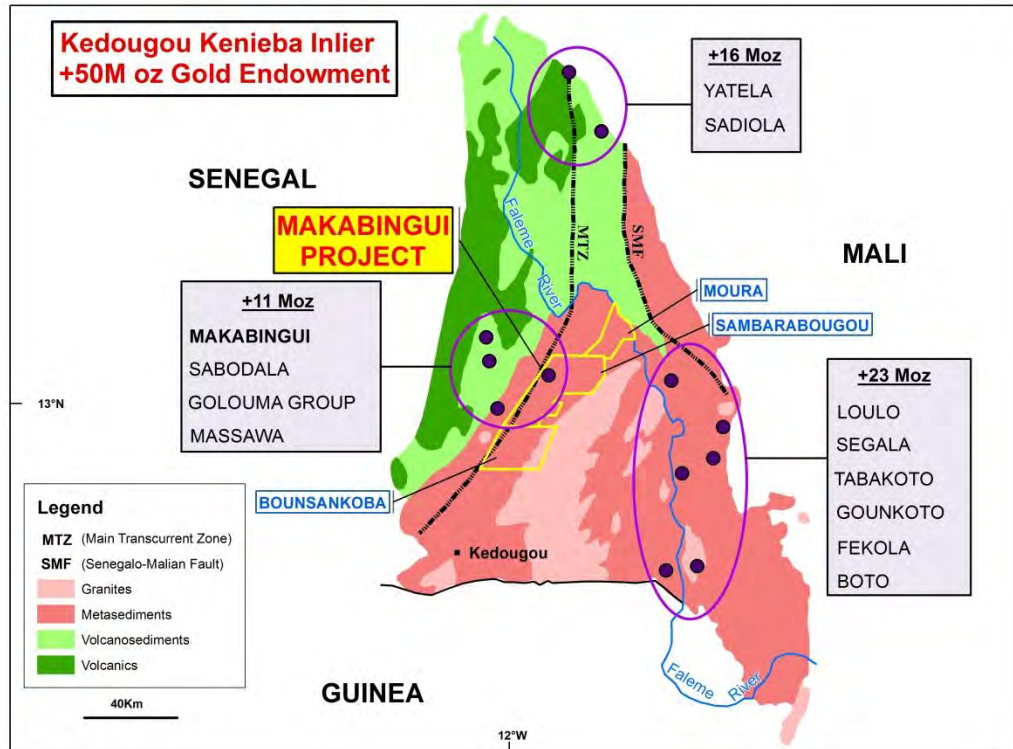 Kedougou Kenieba Inlier
+50M oz Gold Endowment
+16 Moz
YATELA
SADIOLA
SENEGAL
MAKABINGUI
PROJECT
Faleme
River
MTZ
SMF
MALI
MOURA
SAMBARABOUGOU
+11 Moz
MAKABINGUI
SABODALA
GOLOUMA GROUP
MASSAWA
13°N
+23 Moz
LOULO
SEGALA
TABAKOTO
GOUNKOTO
FEKOLA
BOTO
BOUNSANKOBA
Kedougou
Legend
MTZ (Main Transcurrent Zone)
SMF (Senegalo-Malian Fault)
Granites
Metasediments
Volcanosediments
Volcanics
40Km
GUINEA
Faleme River
12°W